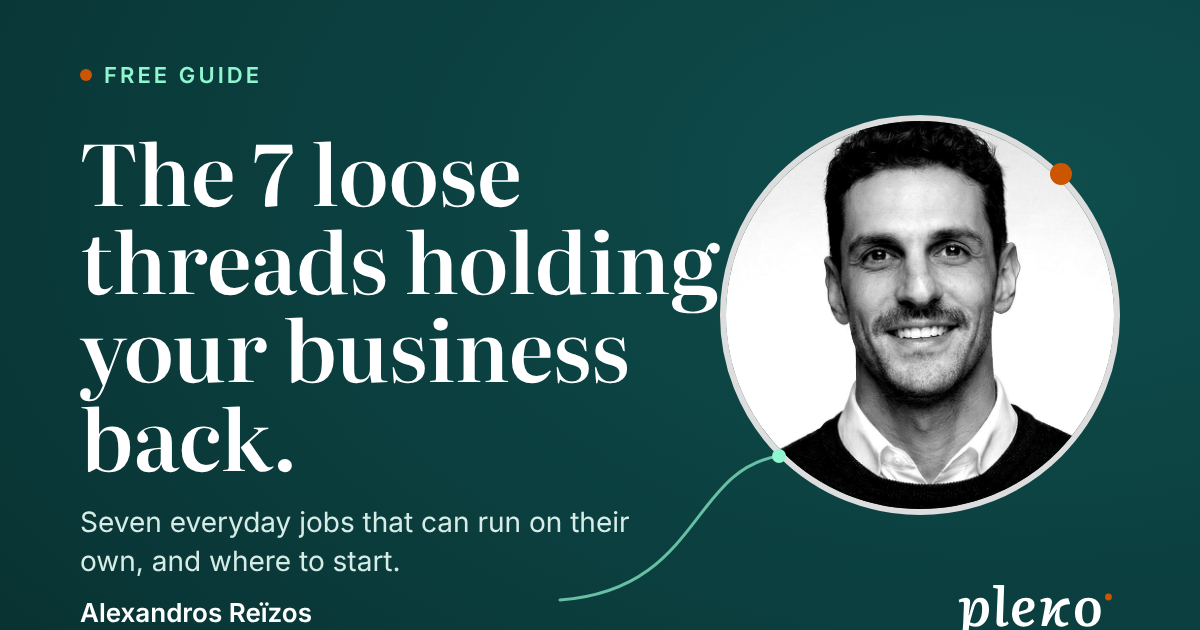 FREE GUIDE
The 7 loose
threads holding
your business
back.
Seven everyday jobs that can run on their
own, and where to start.
Alexandros Reïzos
pleko